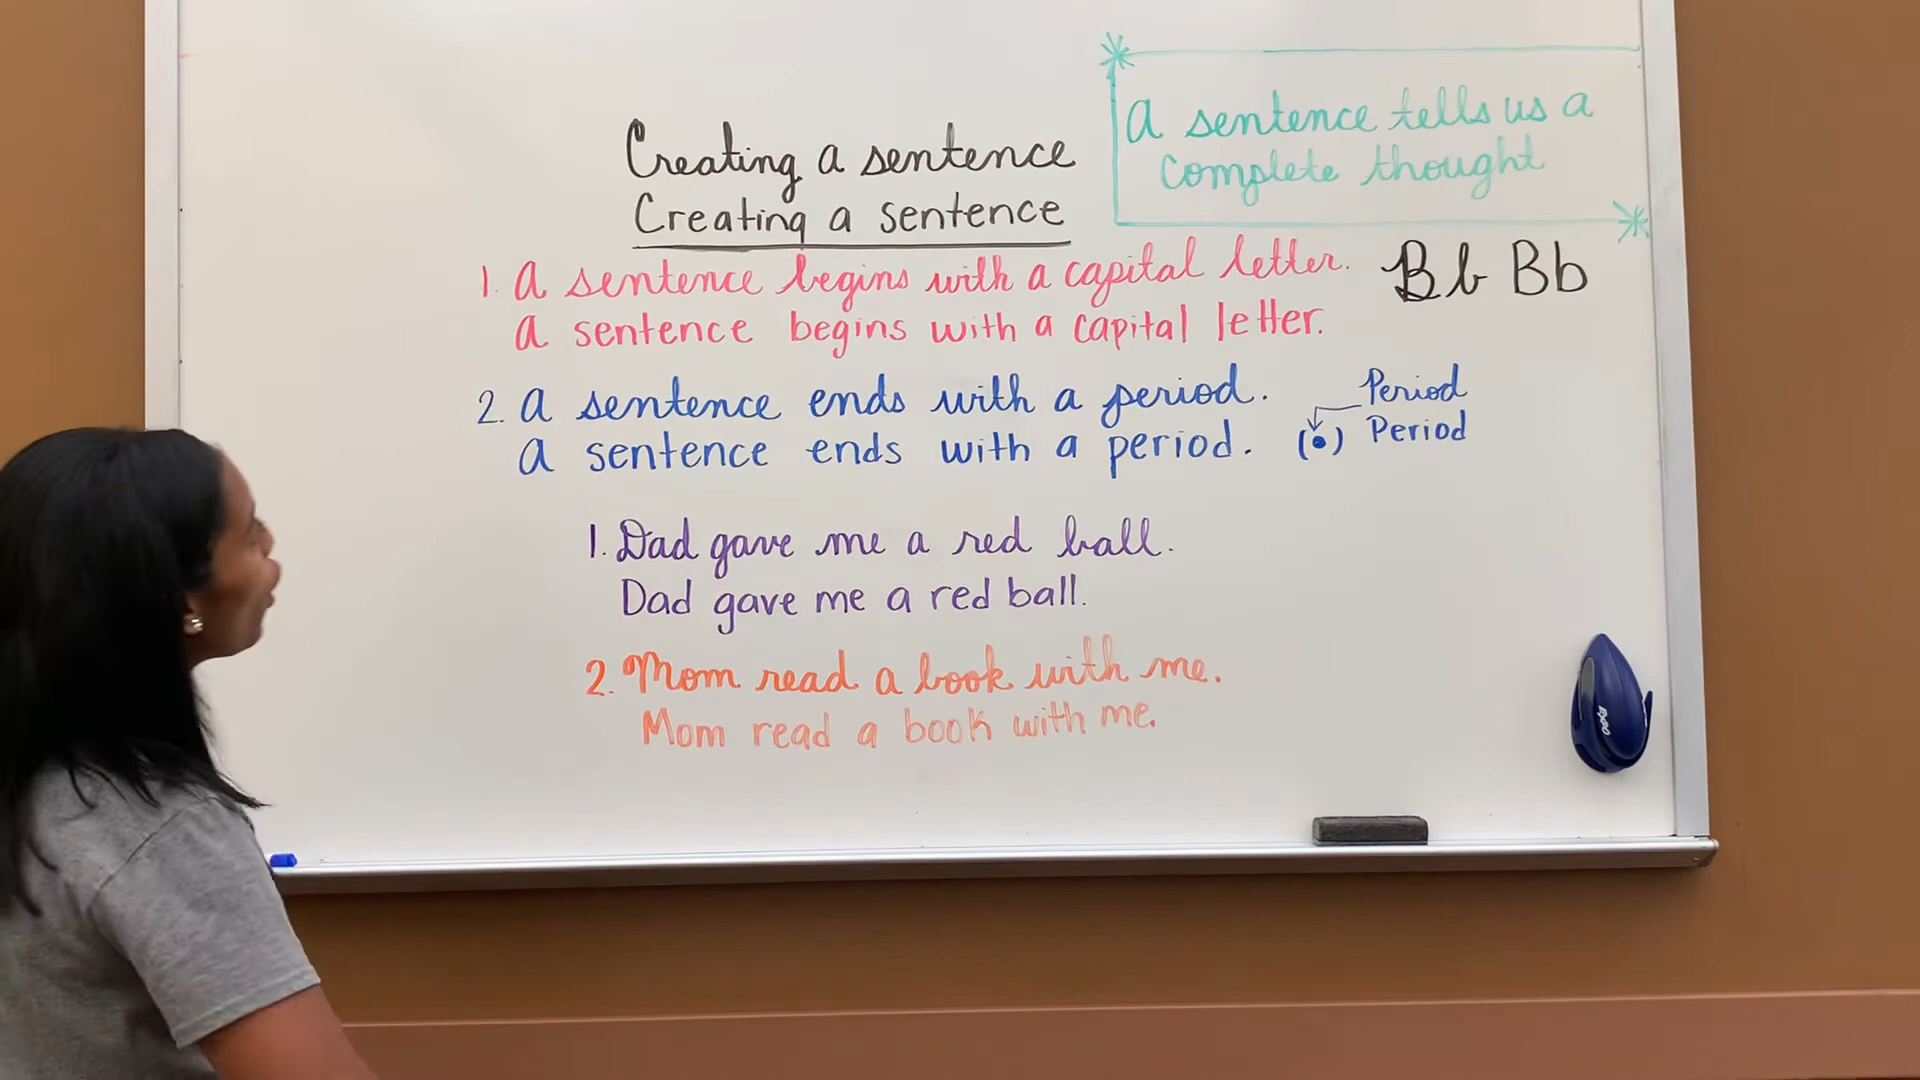 A sentence tells us a
complete thought
Creating a sentence
Creating a sentence
1. A sentence begins with a capital letter. Bb Bb
A sentence begins with a capital letter.
2. A sentence ends with a period. Period
A sentence ends with a period. (.) Period
1. Dad gave me a red ball.
Dad gave me a red ball.
2. Mom read a book with me.
Mom read a book with me.
EXPO